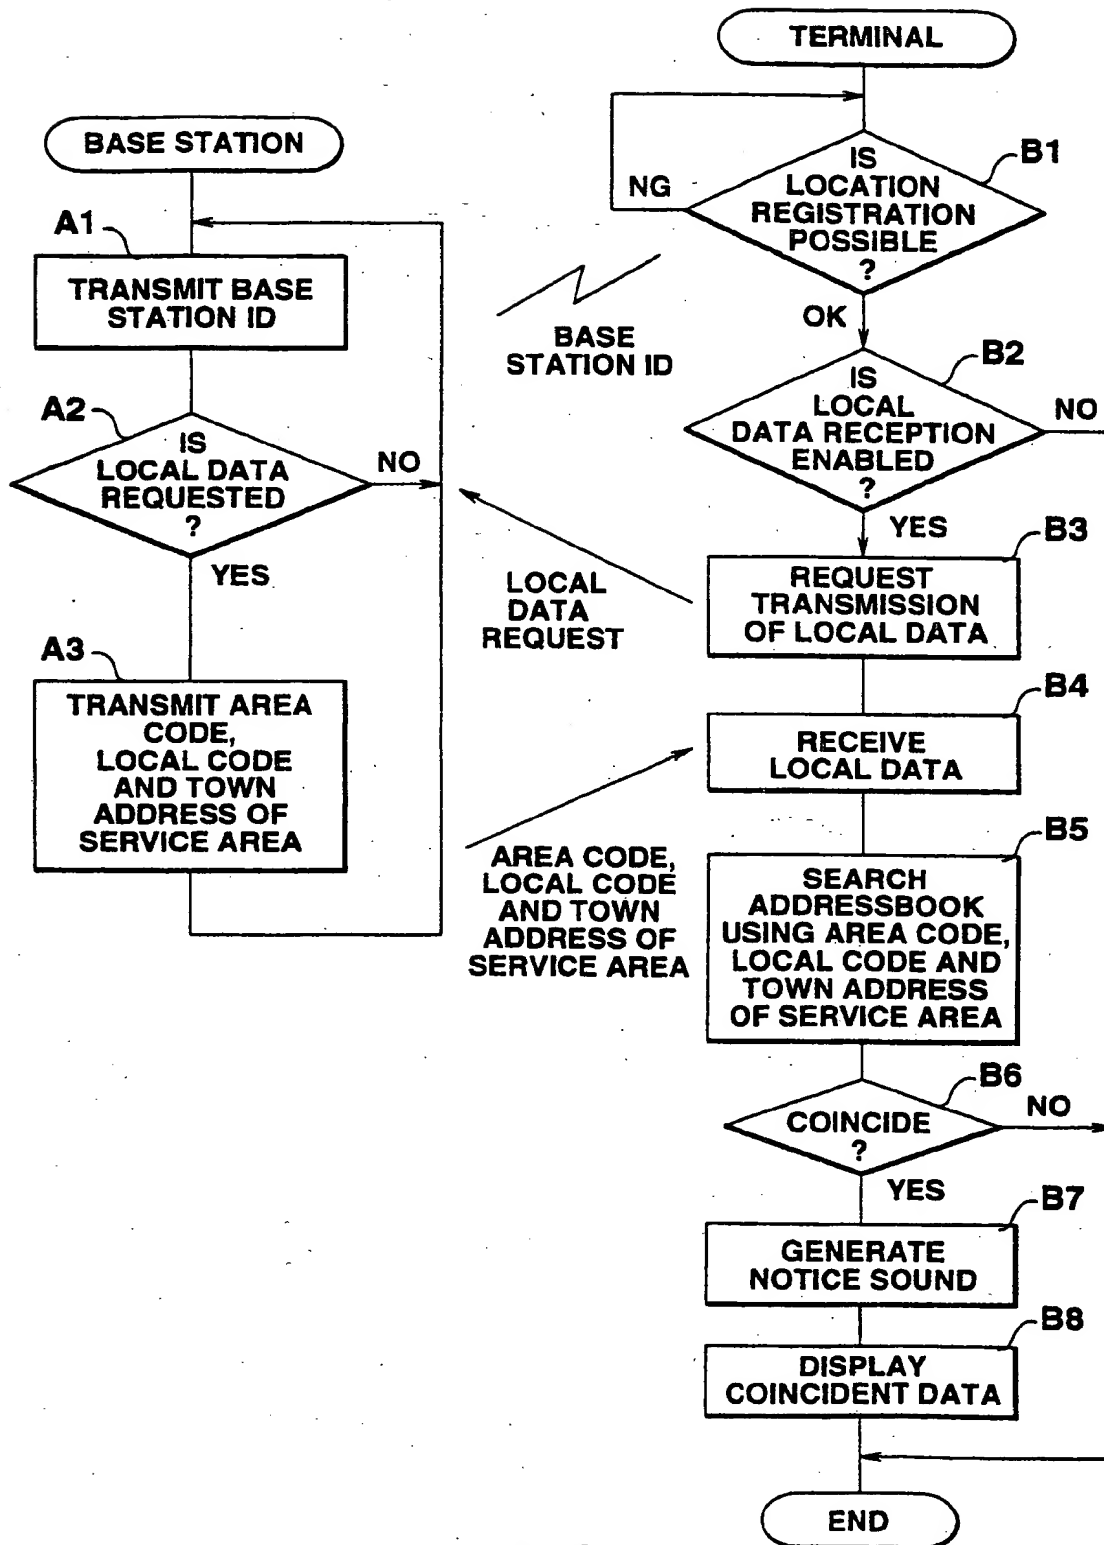 BASE STATION
A1
TRANSMIT BASE
STATION ID
A2
IS
LOCAL DATA
REQUESTED
?
NO
YES
A3
TRANSMIT AREA
CODE,
LOCAL CODE
AND TOWN
ADDRESS OF
SERVICE AREA
BASE
STATION ID
LOCAL
DATA
REQUEST
AREA CODE,
LOCAL CODE
AND TOWN
ADDRESS OF
SERVICE AREA
TERMINAL
B1
IS
LOCATION
REGISTRATION
POSSIBLE
?
NG
OK
B2
IS
LOCAL
DATA RECEPTION
ENABLED
?
NO
YES
B3
REQUEST
TRANSMISSION
OF LOCAL DATA
B4
RECEIVE
LOCAL DATA
B5
SEARCH
ADDRESSBOOK
USING AREA CODE,
LOCAL CODE AND
TOWN ADDRESS
OF SERVICE AREA
B6
COINCIDE
?
NO
YES
B7
GENERATE
NOTICE SOUND
B8
DISPLAY
COINCIDENT DATA
END